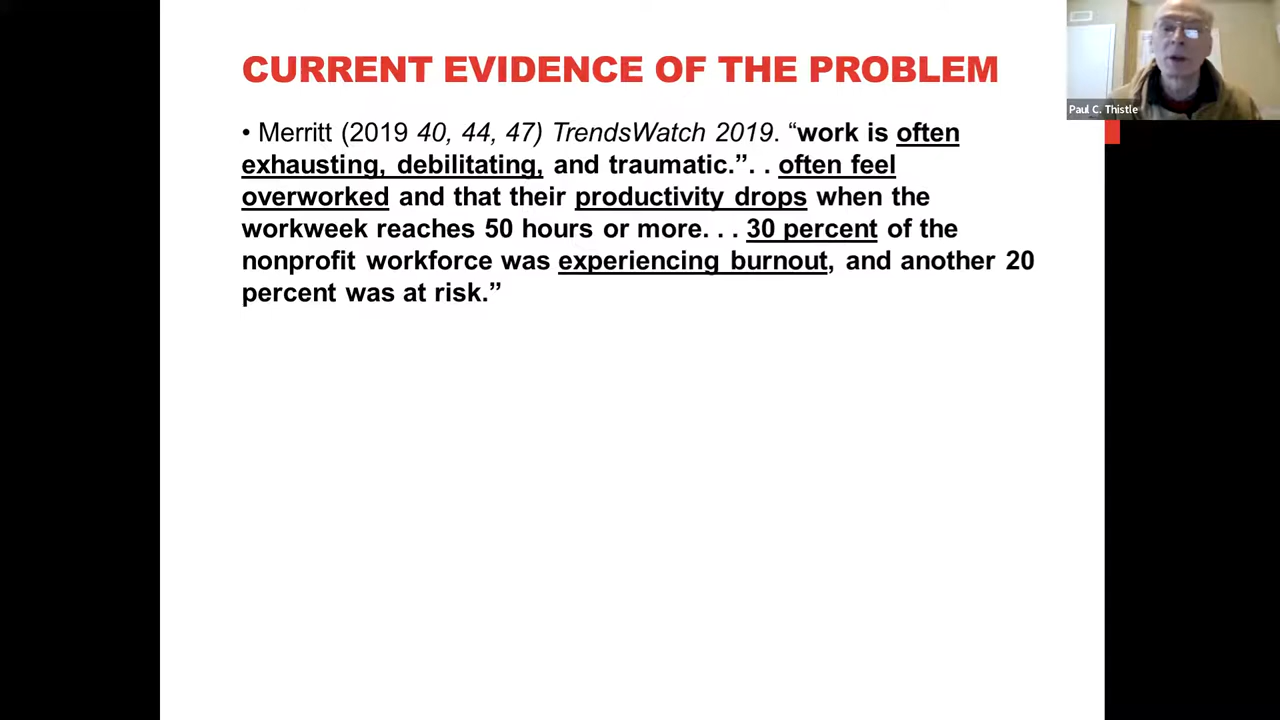 CURRENT EVIDENCE OF THE PROBLEM
• Merritt (2019 40, 44, 47) TrendsWatch 2019. “work is often
exhausting, debilitating, and traumatic.”. . often feel
overworked and that their productivity drops when the
workweek reaches 50 hours or more. . . 30 percent of the
nonprofit workforce was experiencing burnout, and another 20
percent was at risk.”
Paul C. Thistle